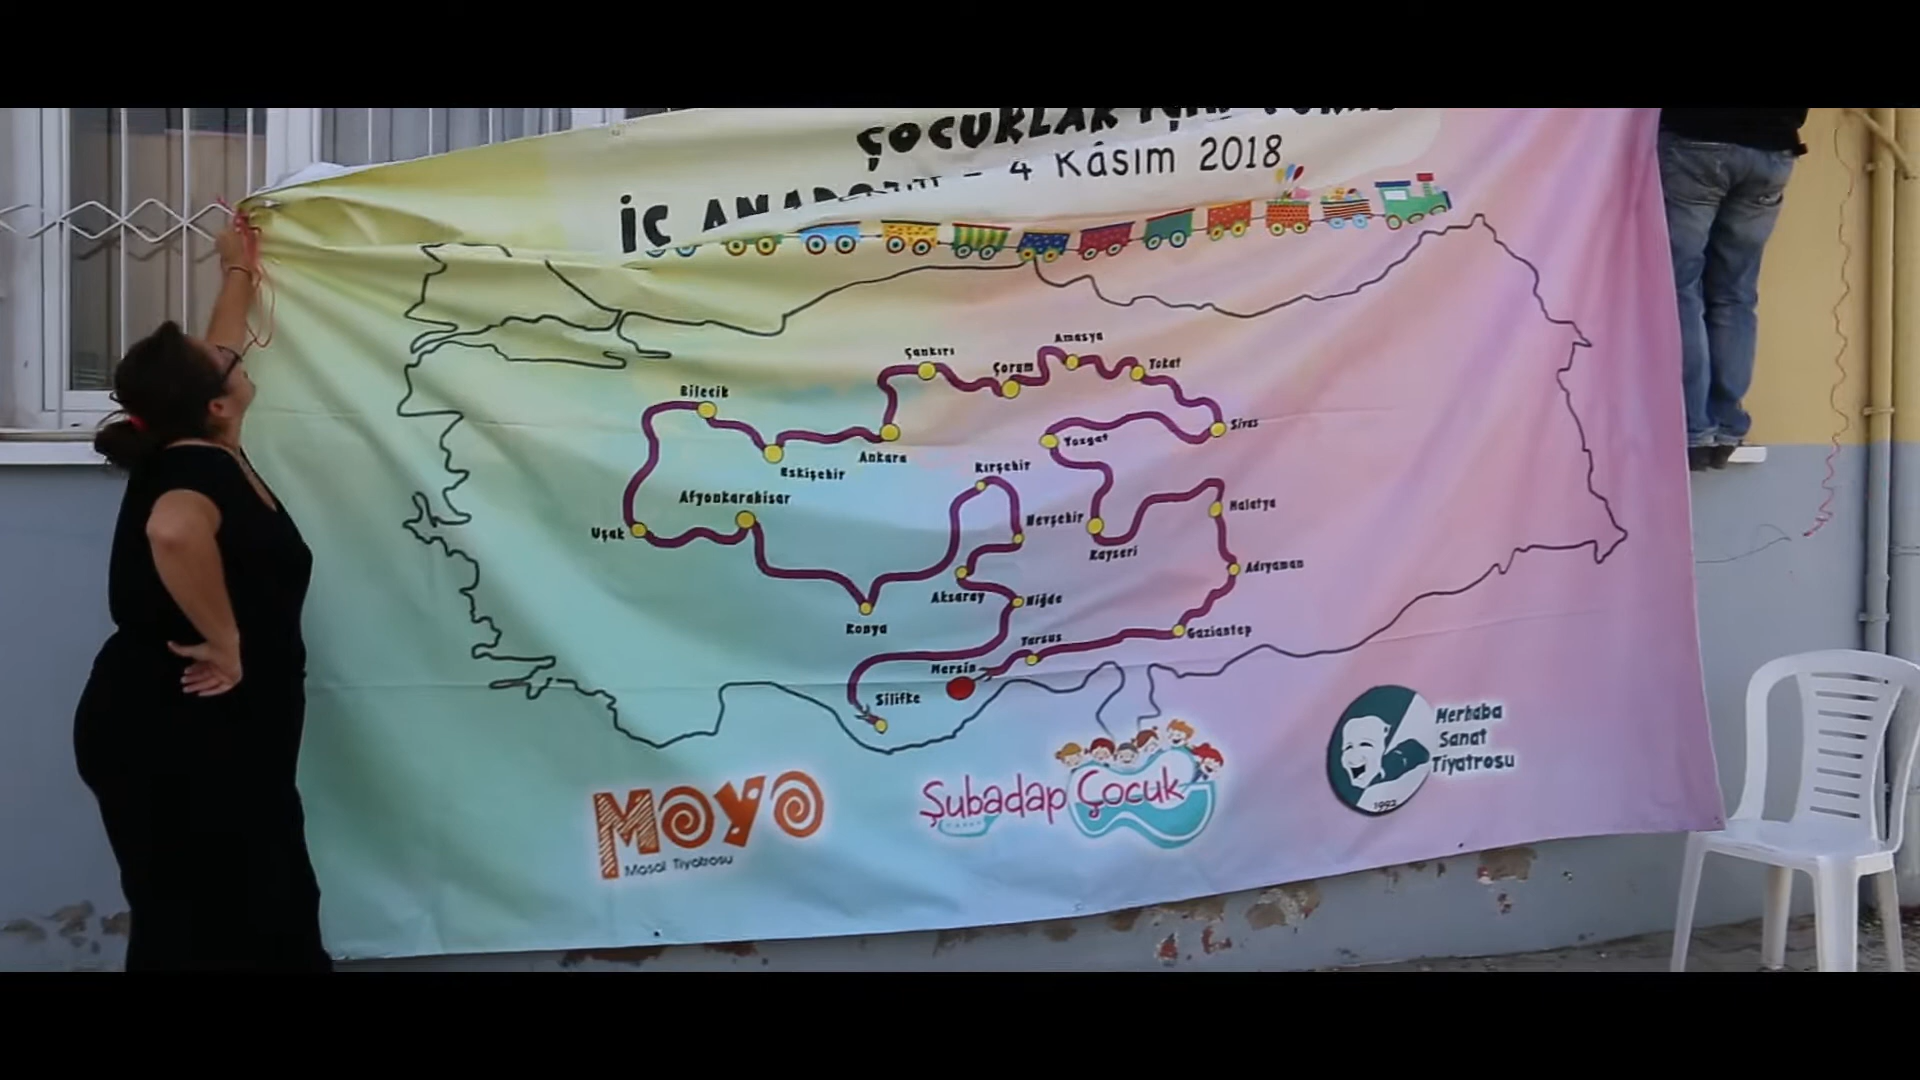 ÇOCUKLAR
- 4 Kasım 2018
İÇ
Amasya
Çankırı
Çorum
Tokat
Bilecik
Sivas
Yozgat
Ankara
Kırşehir
Eskişehir
Afyonkarahisar
Malatya
Nevşehir
Uşak
Kayseri
Adıyaman
Aksaray
Niğde
Konya
Gaziantep
Tarsus
Mersin
Silifke
Merhaba
Sanat
Tiyatrosu
1992
Şubadap Çocuk
MOYO
Masal Tiyatrosu